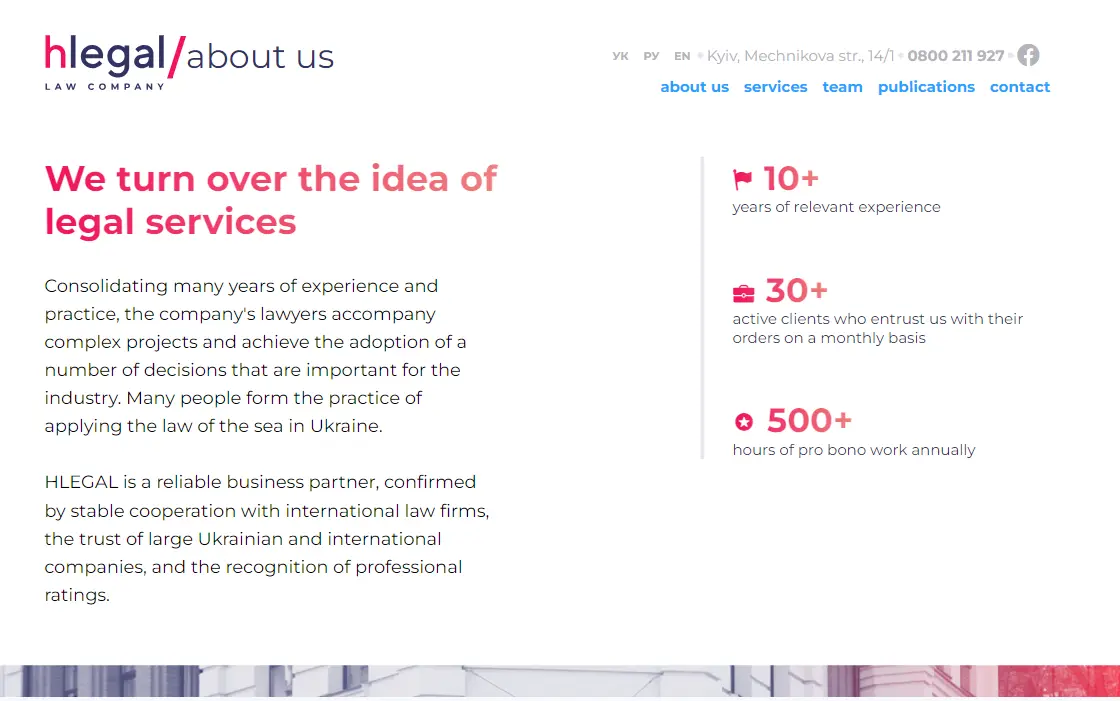 hlegal/about us
LAW COMPANY
УК РУ EN Kyiv, Mechnikova str., 14/1 0800 211 927
about us services team publications contact
We turn over the idea of
legal services
Consolidating many years of experience and
practice, the company's lawyers accompany
complex projects and achieve the adoption of a
number of decisions that are important for the
industry. Many people form the practice of
applying the law of the sea in Ukraine.
HLEGAL is a reliable business partner, confirmed
by stable cooperation with international law firms,
the trust of large Ukrainian and international
companies, and the recognition of professional
ratings.
10+
years of relevant experience
30+
active clients who entrust us with their
orders on a monthly basis
500+
hours of pro bono work annually